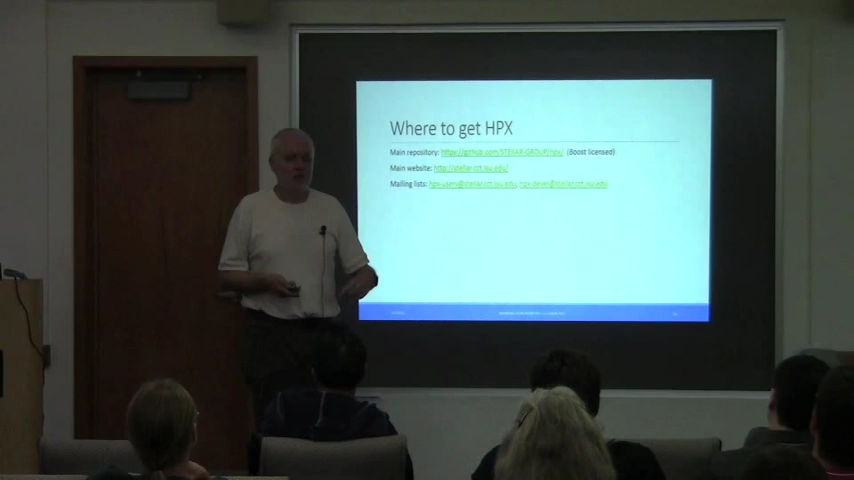 Where to get HPX
Main repository: https://github.com/STEllAR-GROUP/hpx/ (Boost licensed)
Main website: http://stellar.cct.lsu.edu/
Mailing lists: hpx-users@stellar.cct.lsu.edu, hpx-devel@stellar.cct.lsu.edu